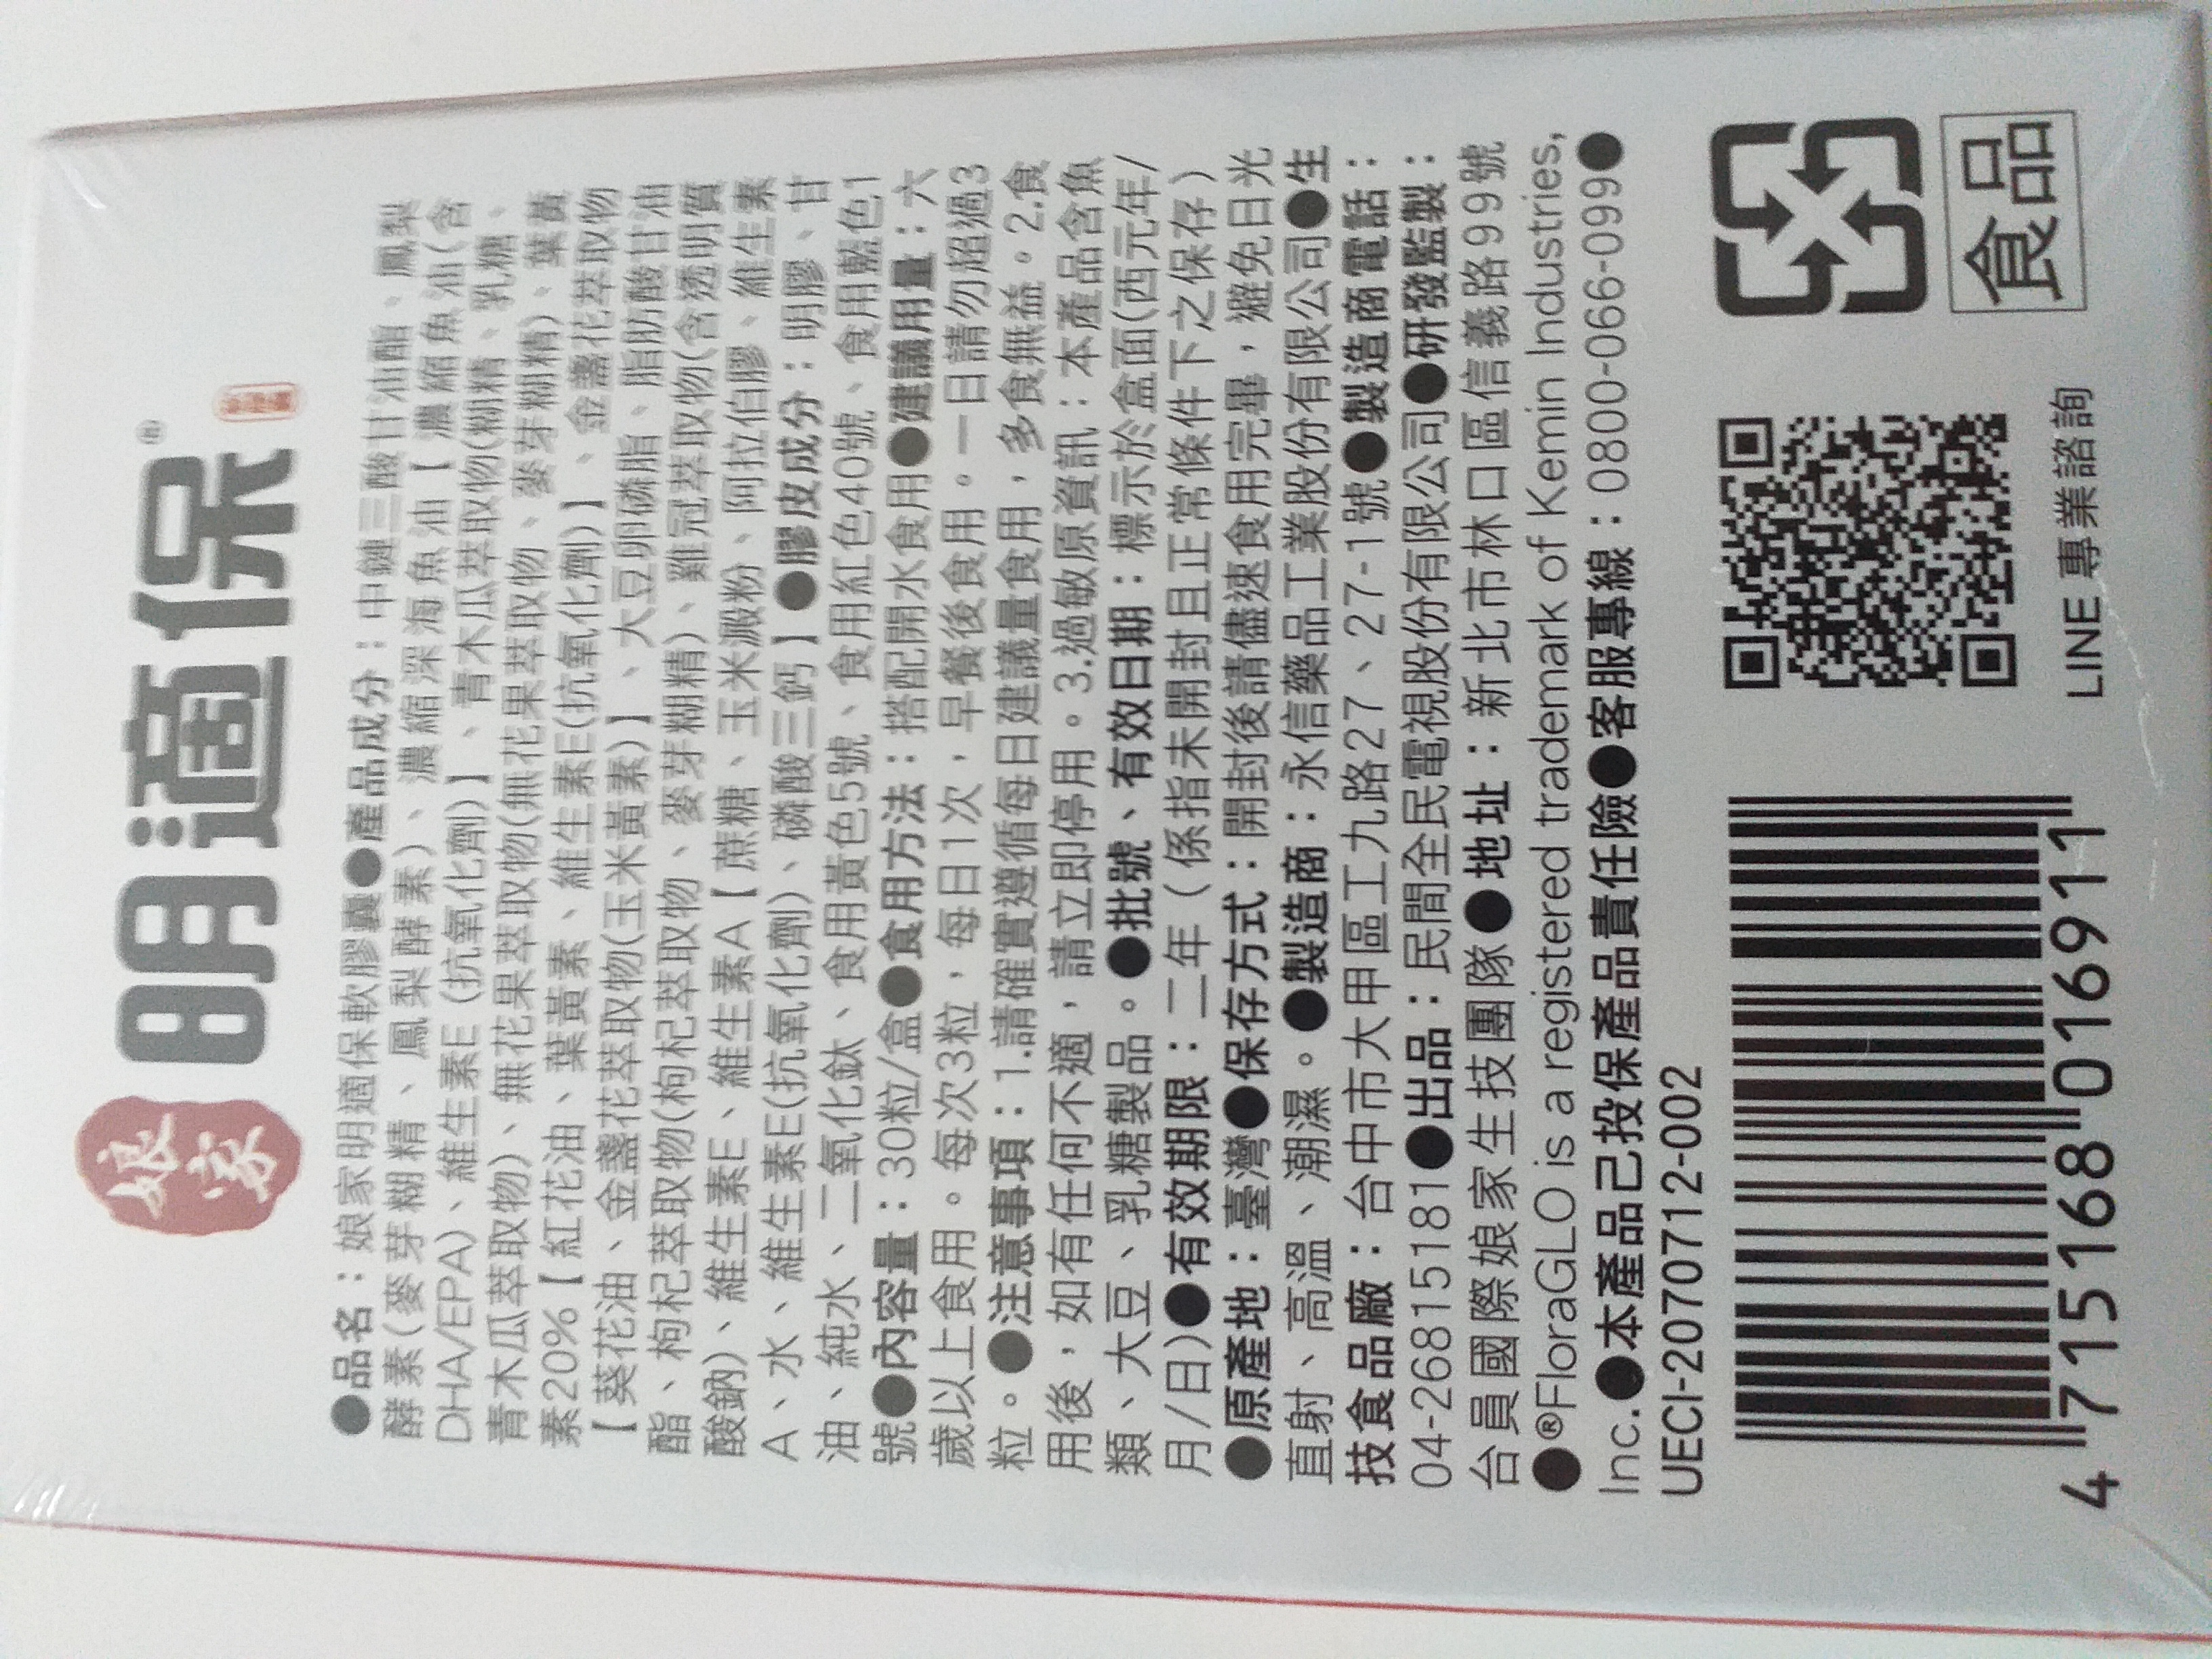 娘家
明適保®
●品名：娘家明適保軟膠囊●產品成分：中鏈三酸甘油酯、鳳梨
酵素(麥芽糊精、鳳梨酵素)、濃縮深海魚油【濃縮魚油(含
DHA/EPA)、維生素E (抗氧化劑)】、青木瓜萃取物(糊精、乳糖、
青木瓜萃取物)、無花果萃取物(無花果萃取物、麥芽糊精)、葉黃
素20%【紅花油、葉黃素、維生素E(抗氧化劑)】、金盞花萃取物
【葵花油、金盞花萃取物(玉米黃素)】、大豆卵磷脂、脂肪酸甘油
酯、枸杞萃取物(枸杞萃取物、麥芽糊精)、雞冠萃取物(含透明質
酸鈉)、維生素E、維生素A【蔗糖、玉米澱粉、阿拉伯膠、維生素
A、水、維生素E(抗氧化劑)、磷酸三鈣】●膠皮成分：明膠、甘
油、純水、二氧化鈦、食用黃色5號、食用紅色40號、食用藍色1
號●內容量：30粒/盒●食用方法：搭配開水食用●建議用量：六
歲以上食用。每次3粒，每日1次，早餐後食用。一日請勿超過3
粒。●注意事項：1.請確實遵循每日建議量食用，多食無益。2.食
用後，如有任何不適，請立即停用。3.過敏原資訊：本產品含魚
類、大豆、乳糖製品。●批號、有效日期：標示於盒面(西元年/
月/日)●有效期限：二年（係指未開封且正常條件下之保存）
●原產地：臺灣●保存方式：開封後請儘速食用完畢，避免日光
直射、高溫、潮濕。●製造商：永信藥品工業股份有限公司●生
技食品廠：台中市大甲區工九路27、27-1號●製造商電話：
04-26815181●出品：民間全民電視股份有限公司●研發監製：
台員國際娘家生技團隊●地址：新北市林口區信義路99號
●®FloraGLO is a registered trademark of Kemin Industries,
Inc.●本產品己投保產品責任險●客服專線：0800-066-099●
UECI-2070712-002
4 715168 016911
LINE 專業諮詢
食品